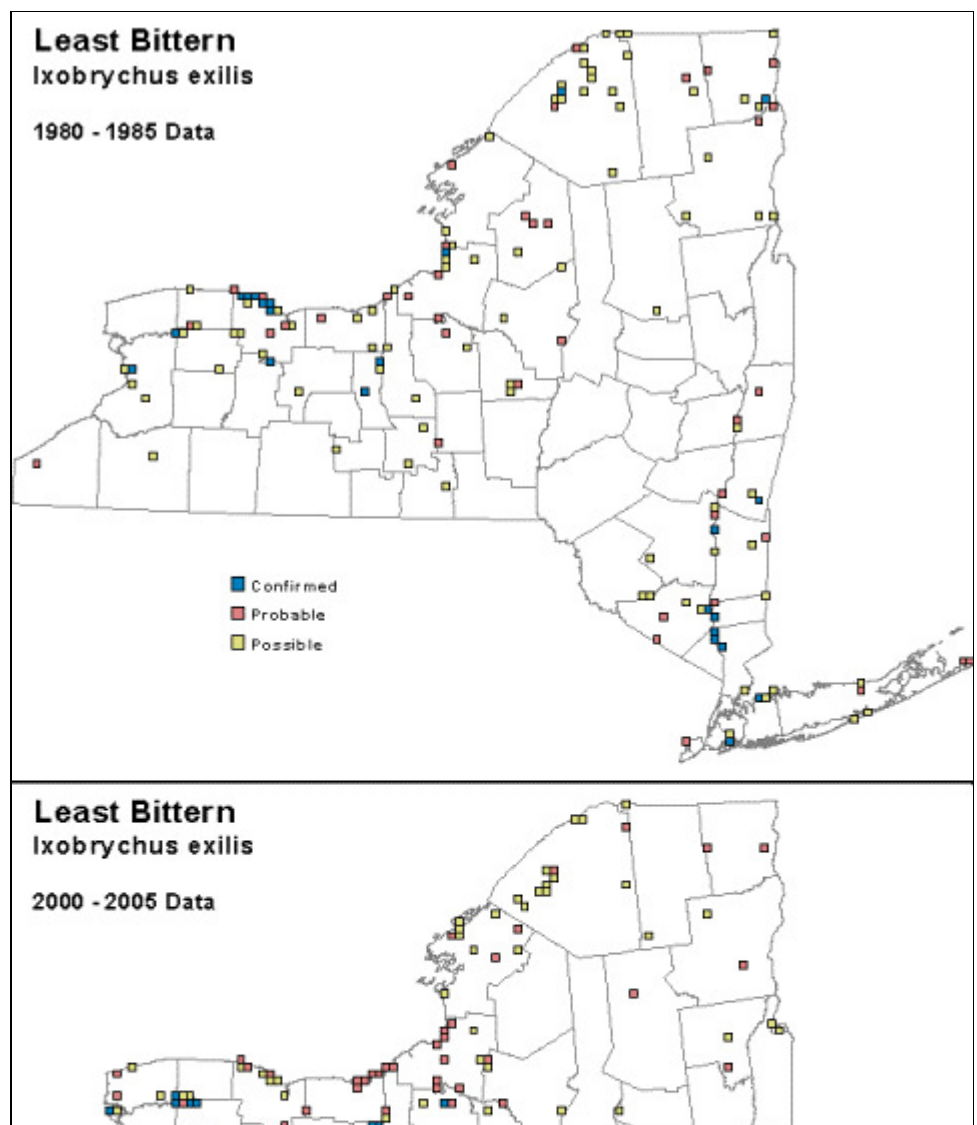 Least Bittern
Ixobrychus exilis
1980 - 1985 Data
Confirmed
Probable
Possible
Least Bittern
Ixobrychus exilis
2000 - 2005 Data